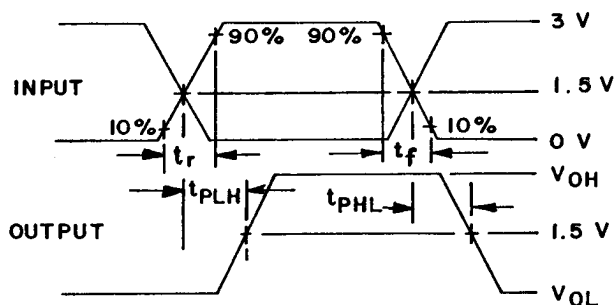 3 V
90% 90%
INPUT 1.5 V
10% 10%
0 V
tr tf
VOH
tPLH tPHL
OUTPUT 1.5 V
VOL